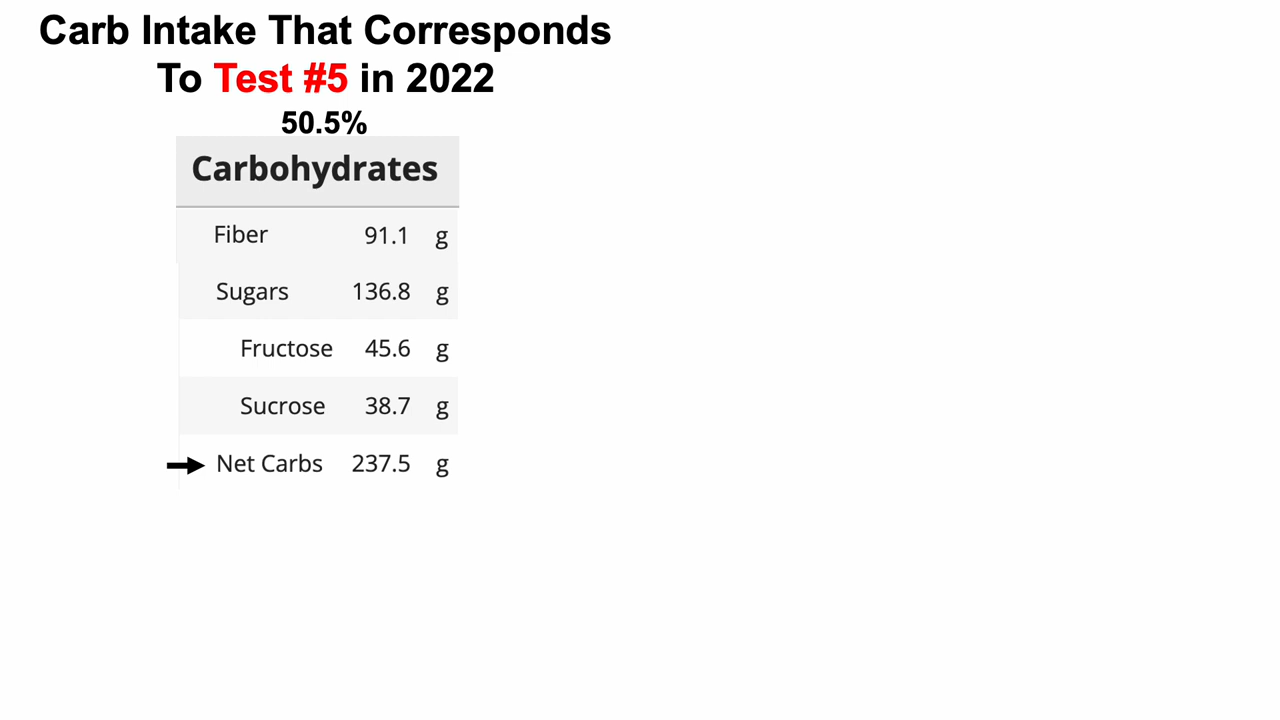 Carb Intake That Corresponds
To Test #5 in 2022
50.5%
Carbohydrates
Fiber 91.1 g
Sugars 136.8 g
Fructose 45.6 g
Sucrose 38.7 g
Net Carbs 237.5 g